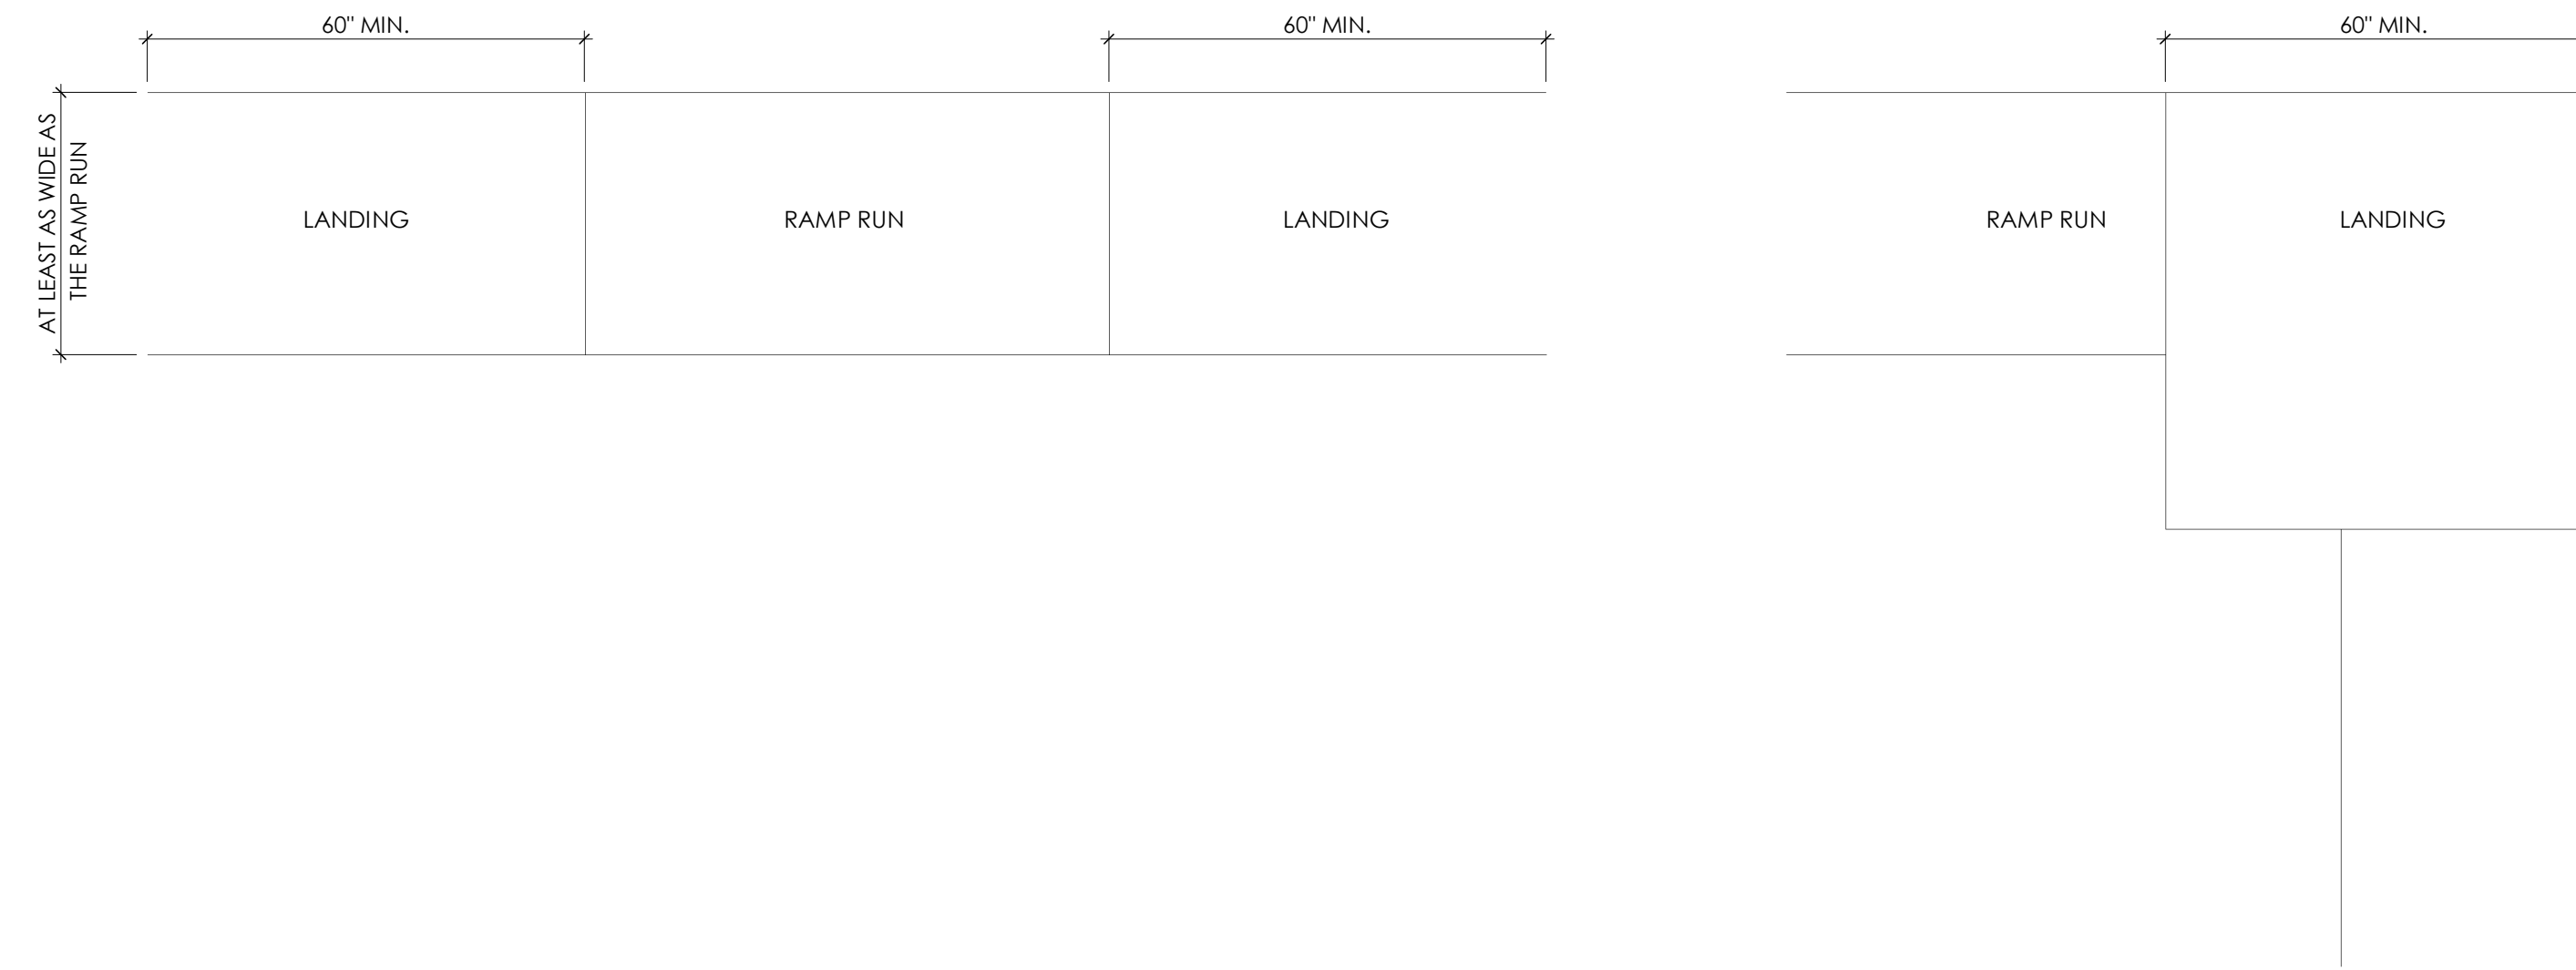 60" MIN.
60" MIN.
60" MIN.
AT LEAST AS WIDE AS
THE RAMP RUN
LANDING
RAMP RUN
LANDING
RAMP RUN
LANDING